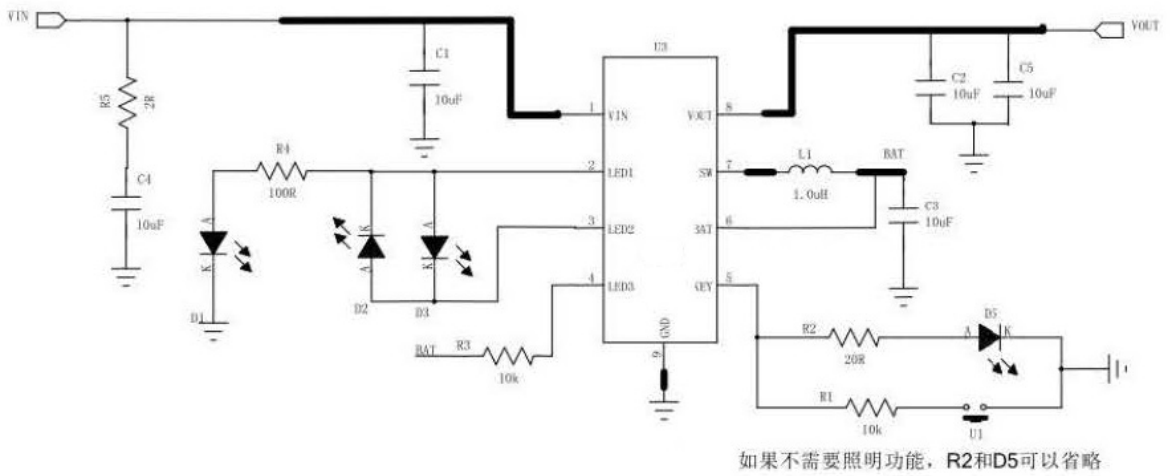 VIN
VOUT
U3
R5
2R
C1
10uF
C2
10uF
C5
10uF
1
VIN
VOUT
8
R4
100R
2
LED1
SW
7
L1
1.0uH
BAT
C4
10uF
A
K
D1
K
A
D2
A
K
D3
3
LED2
BAT
6
C3
10uF
4
LED3
KEY
5
BAT
R3
10k
GND
9
R2
20R
A
D5
K
R1
10k
U1
如果不需要照明功能，R2和D5可以省略